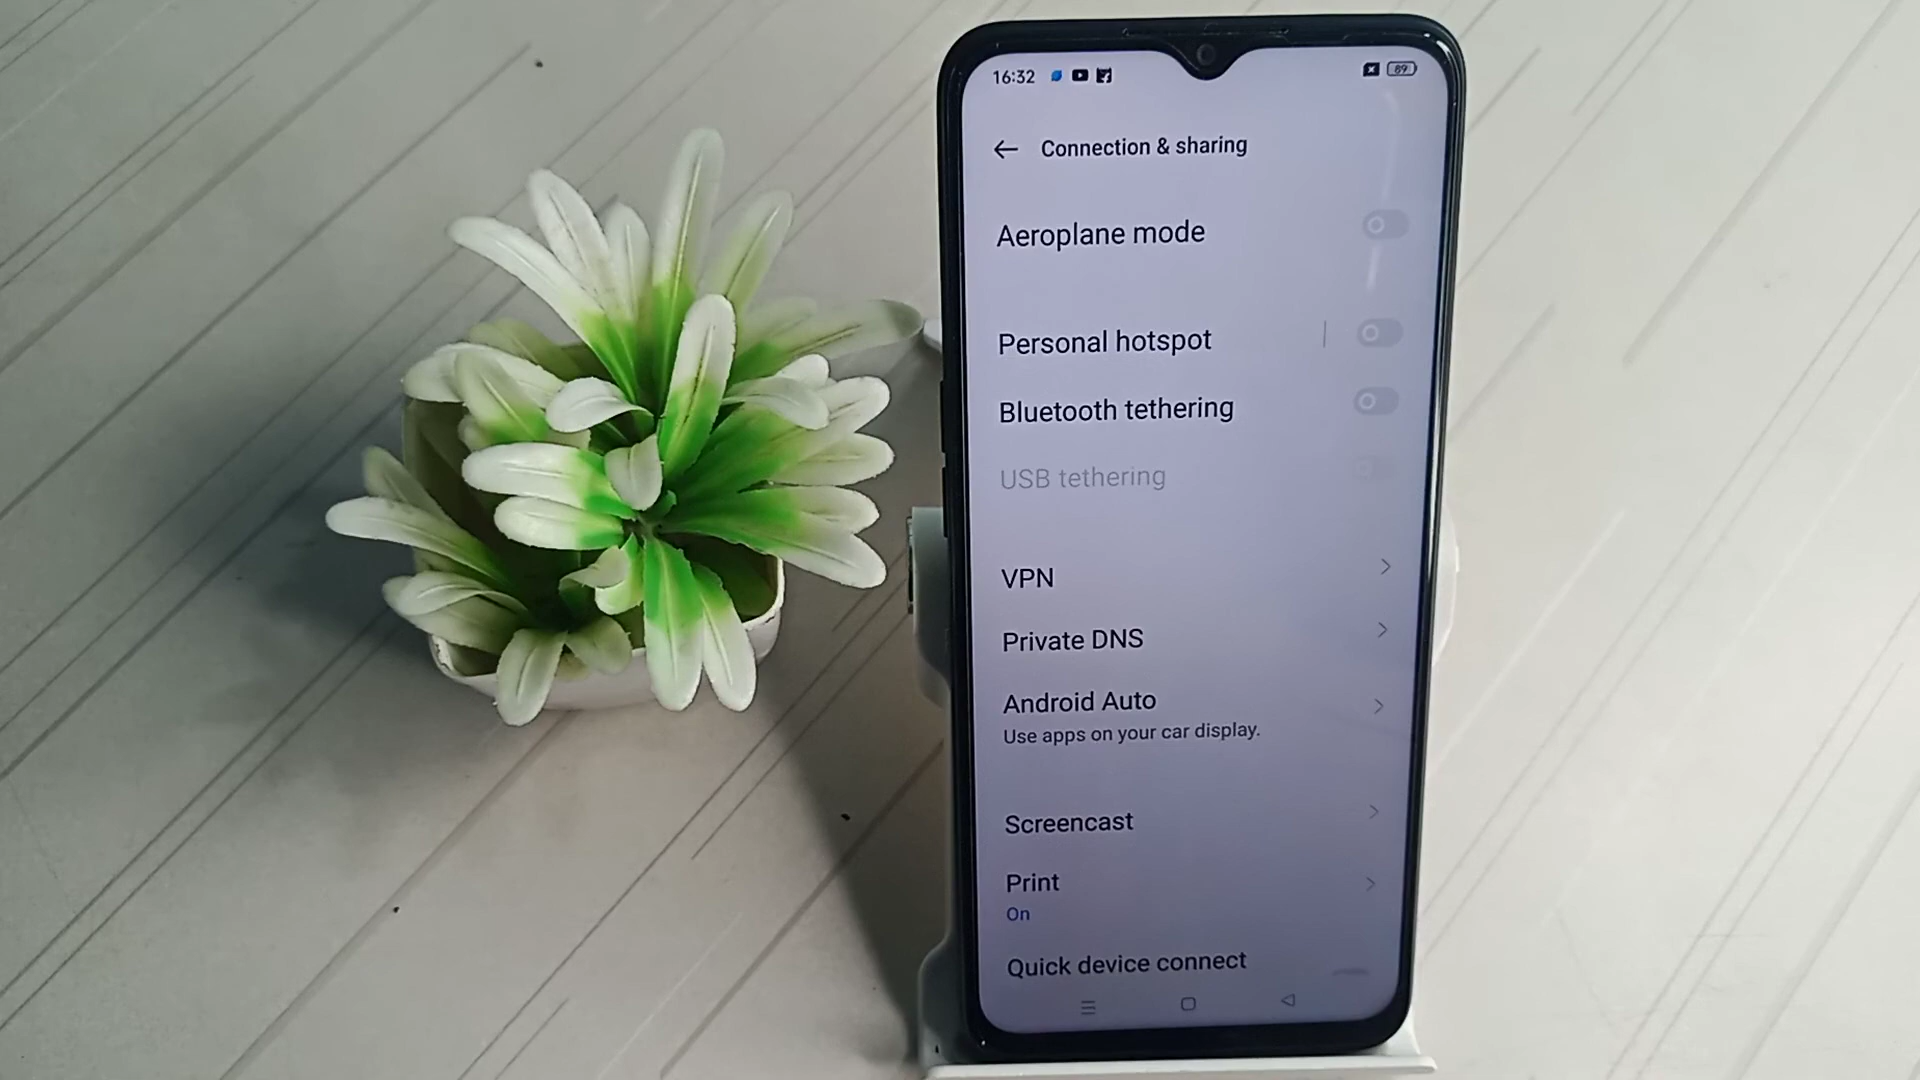 16:32
89
Connection & sharing
Aeroplane mode
Personal hotspot
Bluetooth tethering
USB tethering
VPN
Private DNS
Android Auto
Use apps on your car display.
Screencast
Print
On
Quick device connect